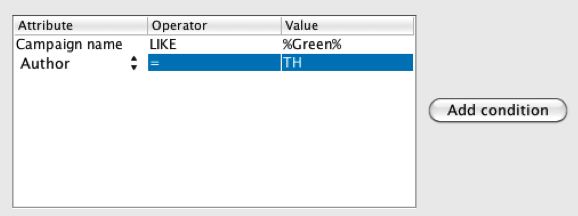 Attribute Operator Value
Campaign name LIKE %Green%
Author = TH
Add condition